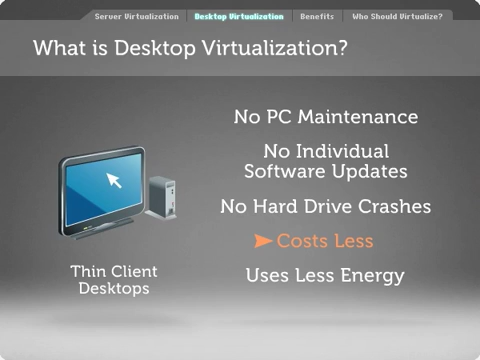 Server Virtualization
Desktop Virtualization
Benefits
Who Should Virtualize?
What is Desktop Virtualization?
No PC Maintenance
No Individual
Software Updates
No Hard Drive Crashes
Costs Less
Uses Less Energy
Thin Client
Desktops